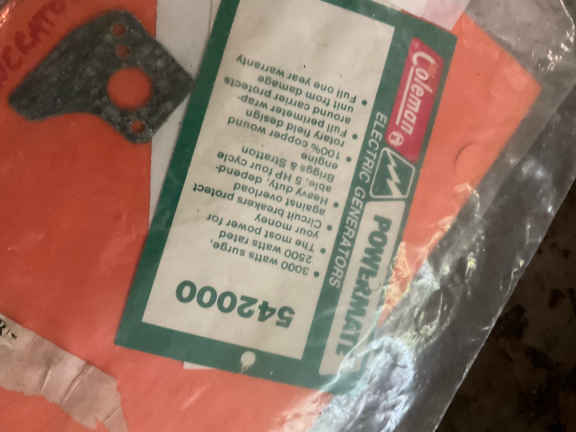 Coleman
POWERMATE
ELECTRIC GENERATORS
542000
• 3000 watts surge,
2500 watts rated
• The most power for
your money
• Circuit breakers protect
against overload
• Heavy duty, depend-
able, 5 HP four cycle
Briggs & Stratton
engine
• 100% copper wound
rotary field design
• Full perimeter wrap-
around carrier protects
unit from damage
• Full one year warranty